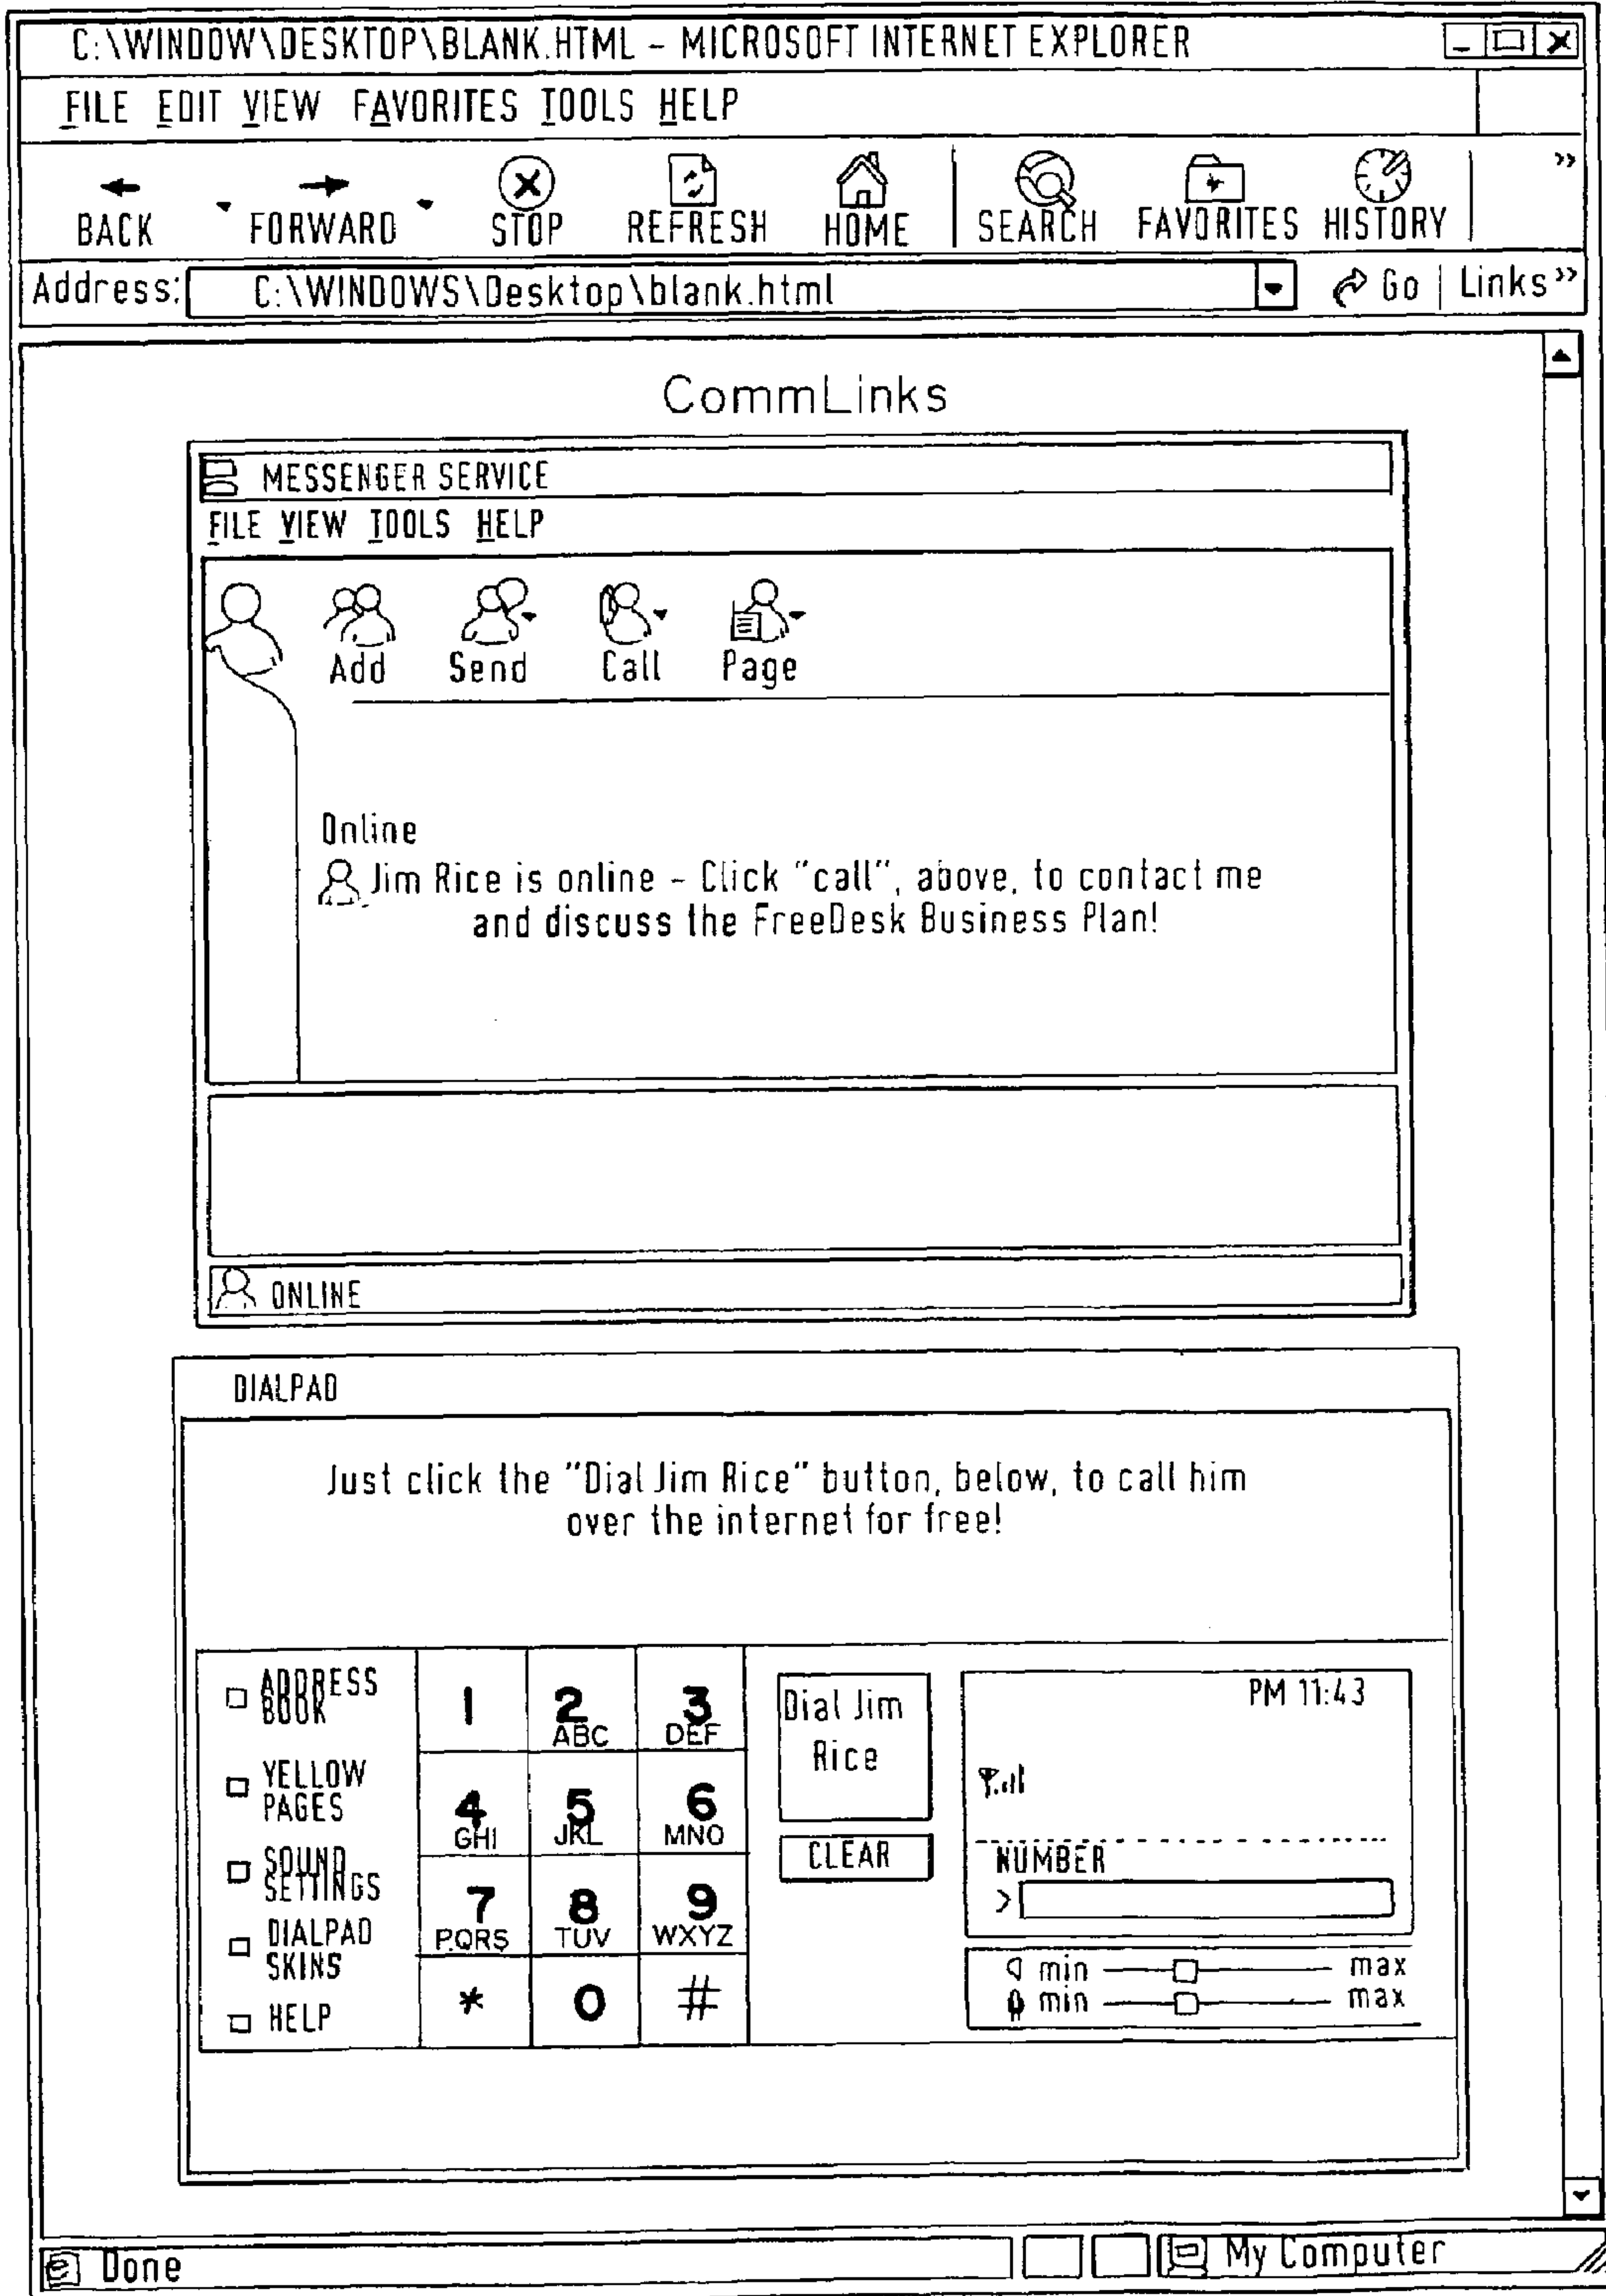 C:\WINDOW\DESKTOP\BLANK.HTML - MICROSOFT INTERNET EXPLORER
FILE EDIT VIEW FAVORITES TOOLS HELP
BACK FORWARD STOP REFRESH HOME SEARCH FAVORITES HISTORY »
Address: C:\WINDOWS\Desktop\blank.html Go Links »
CommLinks
MESSENGER SERVICE
FILE VIEW TOOLS HELP
Add Send Call Page
Online
Jim Rice is online - Click "call", above, to contact me
and discuss the FreeDesk Business Plan!
ONLINE
DIALPAD
Just click the "Dial Jim Rice" button, below, to call him
over the internet for free!
ADDRESS
BOOK
YELLOW
PAGES
SOUND
SETTINGS
DIALPAD
SKINS
HELP
1 2 3
ABC DEF
4 5 6
GHI JKL MNO
7 8 9
PQRS TUV WXYZ
* 0 #
Dial Jim
Rice
CLEAR
PM 11:43
NUMBER
>
min max
min max
Done My Computer